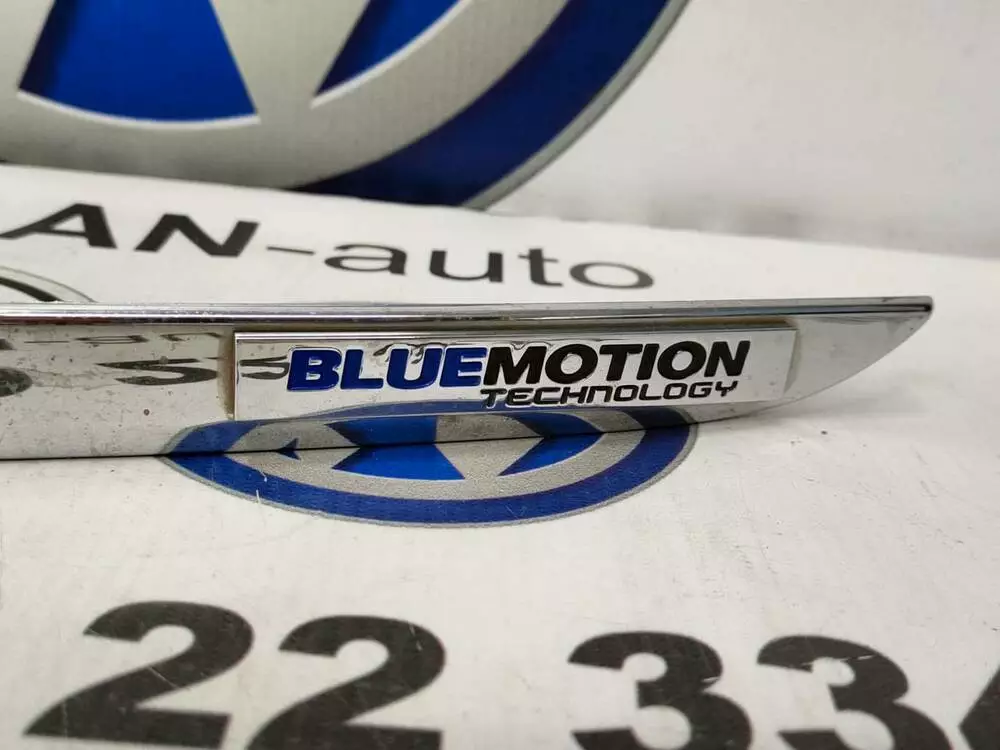 AN-auto
BLUEMOTION
TECHNOLOGY
22 33